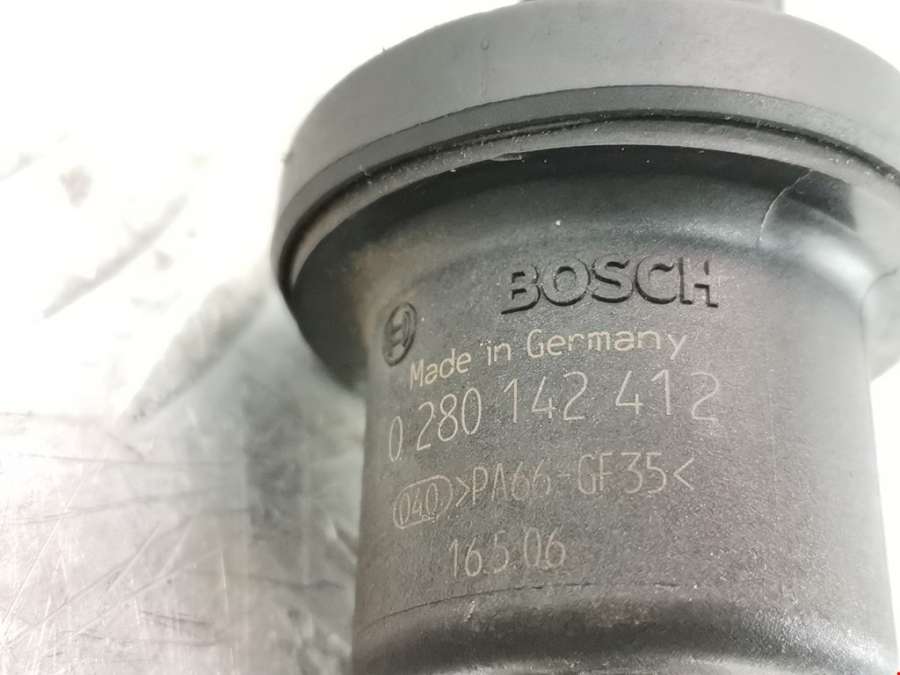 BOSCH
Made in Germany
0 280 142 412
040 >PA66-GF35<
16.5.06